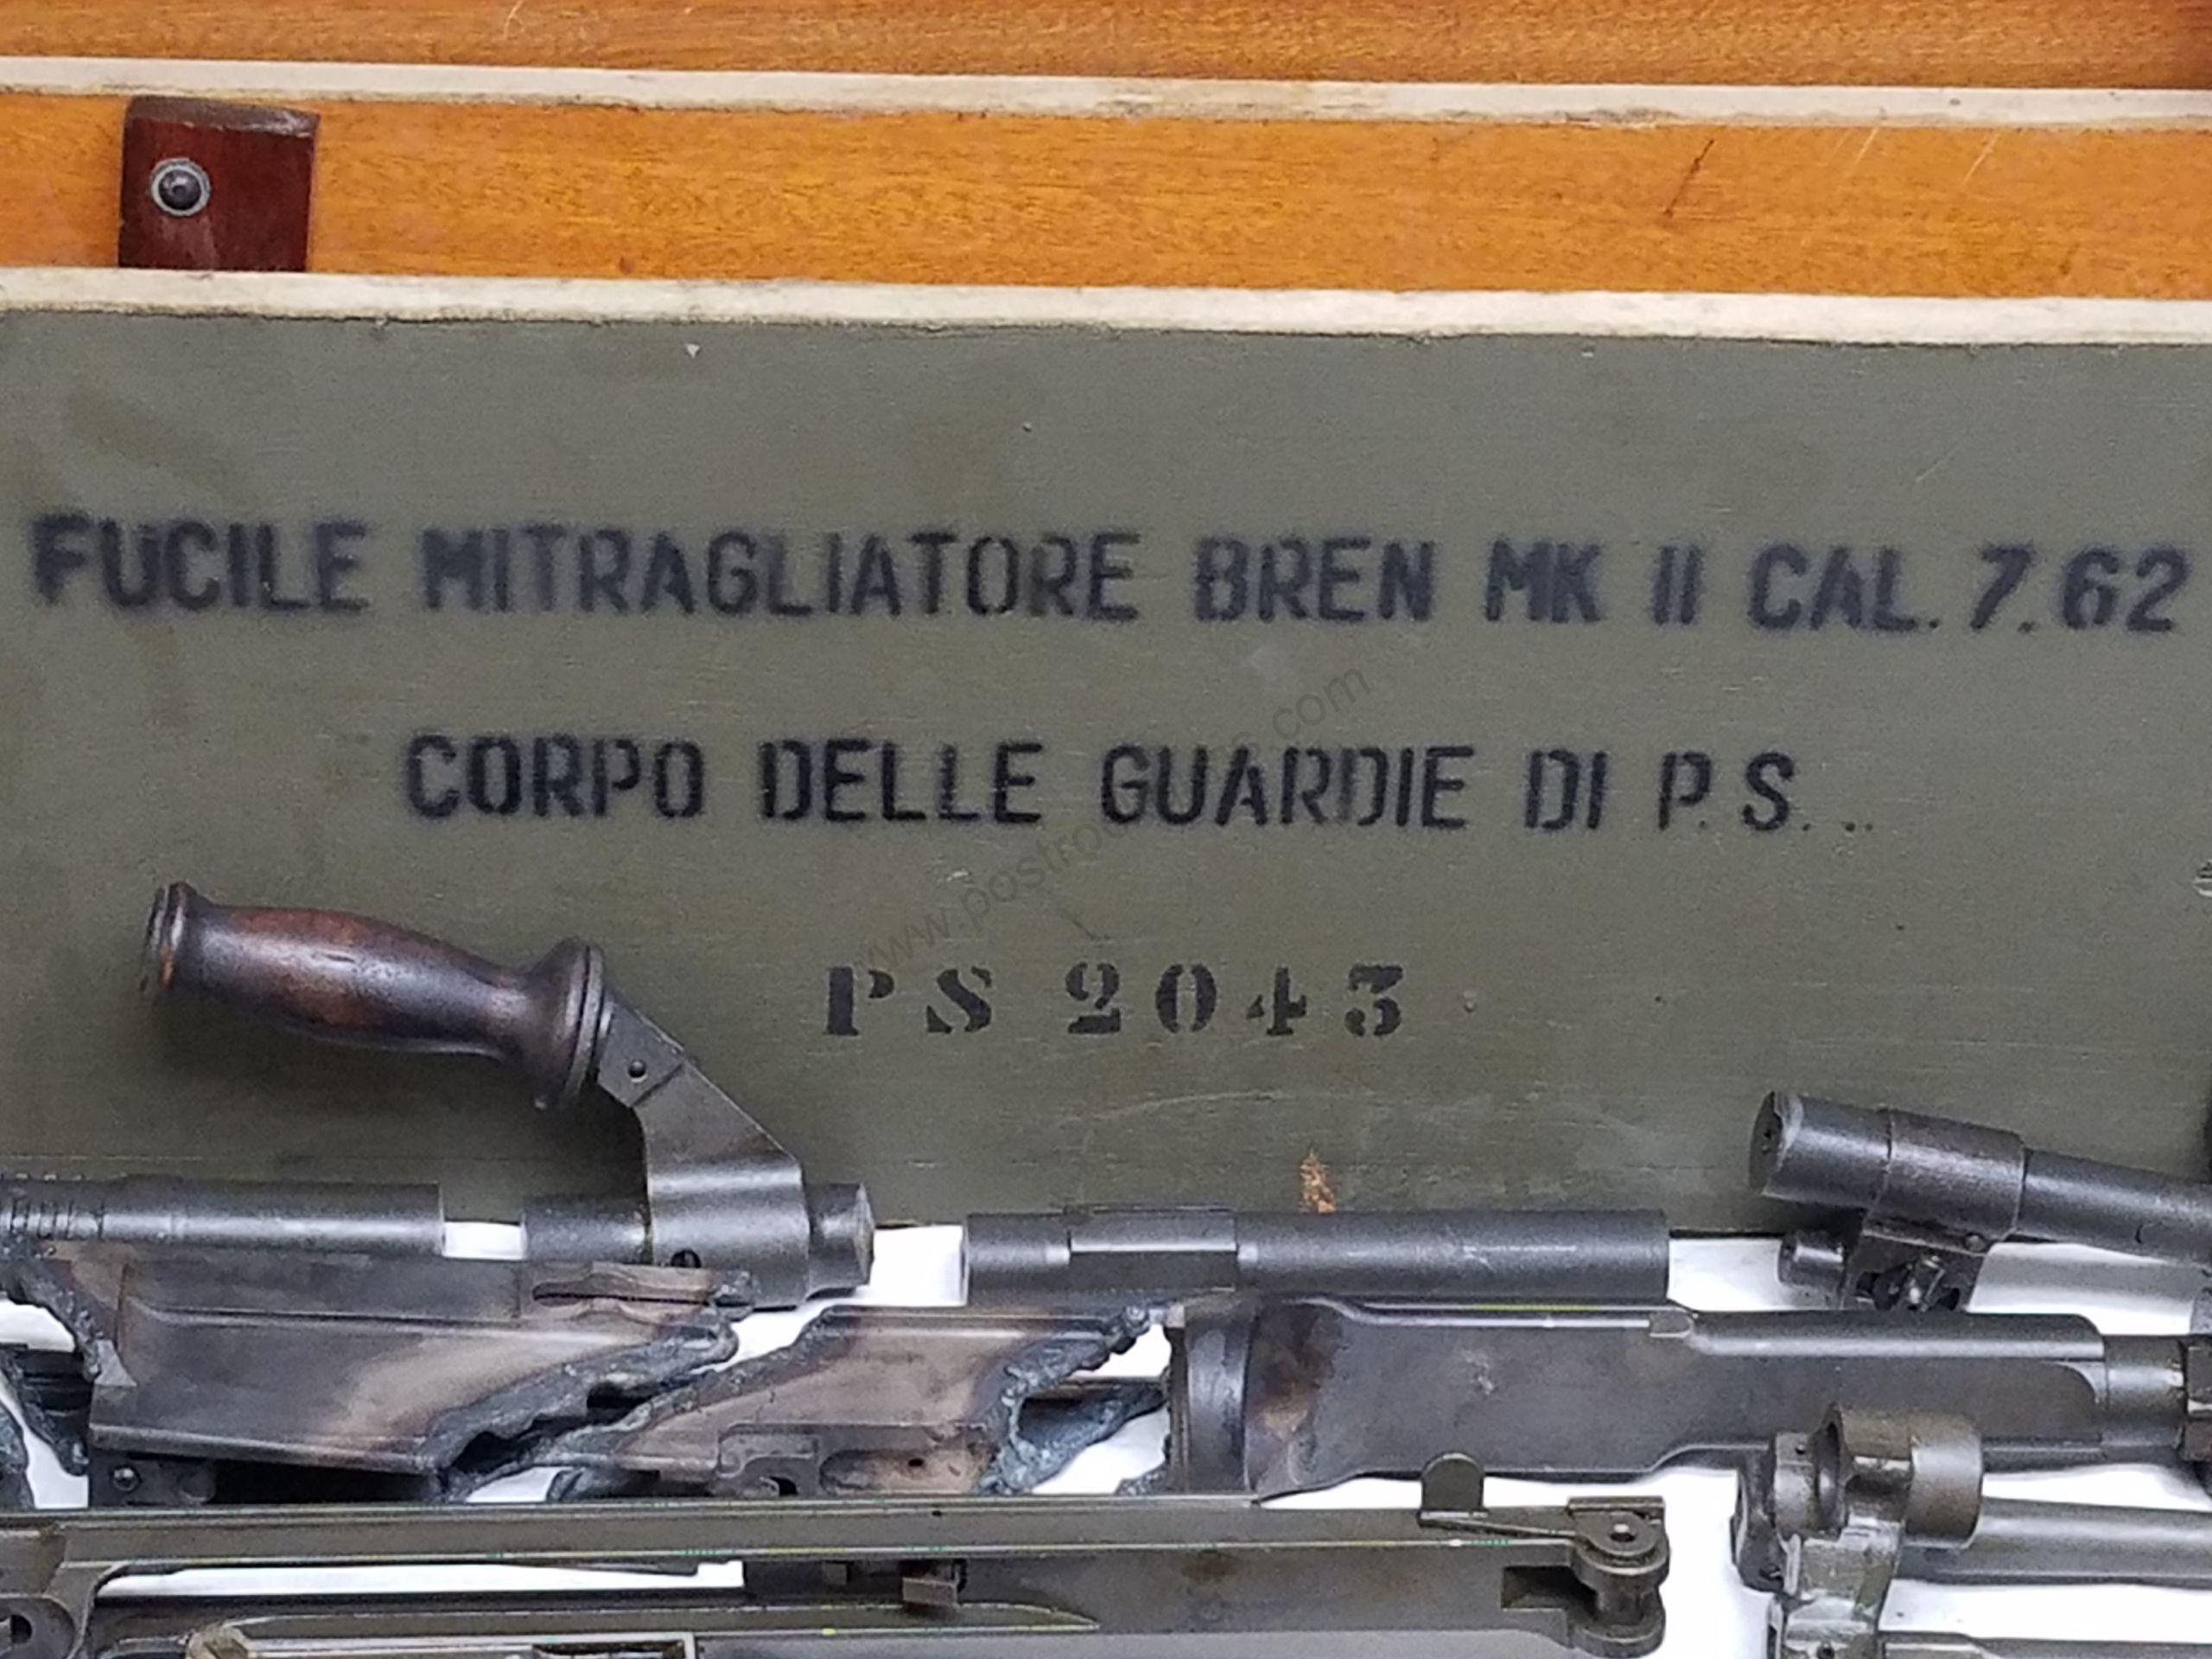 FUCILE MITRAGLIATORE BREN MK II CAL. 7.62
CORPO DELLE GUARDIE DI P.S. ..
PS 2043